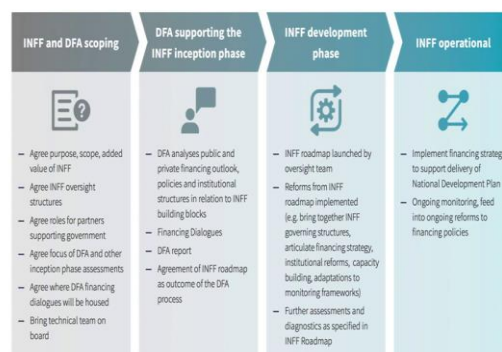 INFF and DFA scoping
DFA supporting the
INFF inception phase
INFF development
phase
INFF operational
– Agree purpose, scope, added
value of INFF
– Agree INFF oversight
structures
– Agree roles for partners
supporting government
– Agree focus of DFA and other
inception phase assessments
– Agree where DFA financing
dialogues will be housed
– Bring technical team on
board
– DFA analyses public and
private financing outlook,
policies and institutional
structures in relation to INFF
building blocks
– Financing Dialogues
– DFA report
– Agreement of INFF roadmap
as outcome of the DFA
process
– INFF roadmap launched by
oversight team
– Reforms from INFF
roadmap implemented
(e.g. bring together INFF
governing structures,
articulate financing strategy,
institutional reforms, capacity
building, adaptations to
monitoring frameworks)
– Further assessments and
diagnostics as specified in
INFF Roadmap
– Implement financing strateg
to support delivery of
National Development Plan
– Ongoing monitoring, feed
into ongoing reforms to
financing policies